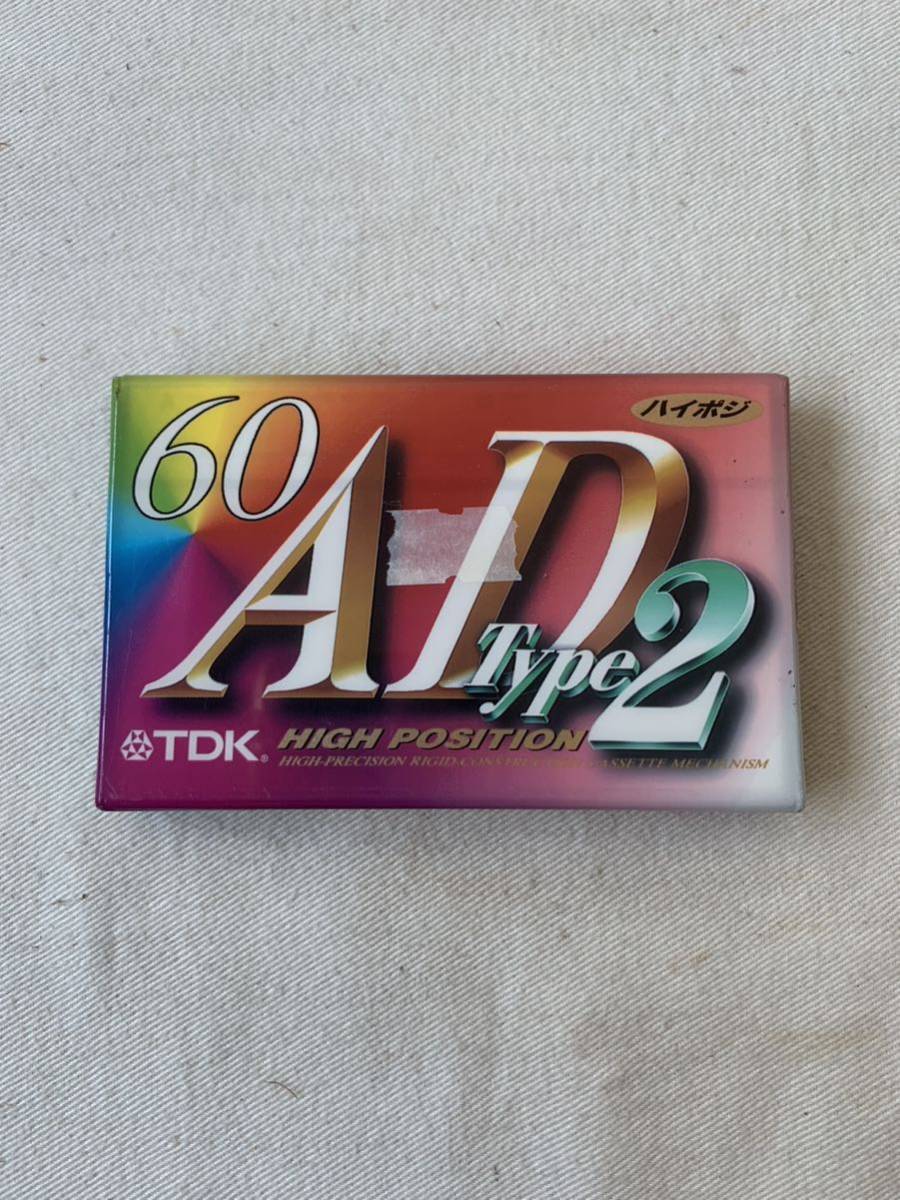 60
ハイポジ
AD
Type2
TDK®
HIGH POSITION
HIGH-PRECISION RIGID-CONSTRUCTION CASSETTE MECHANISM